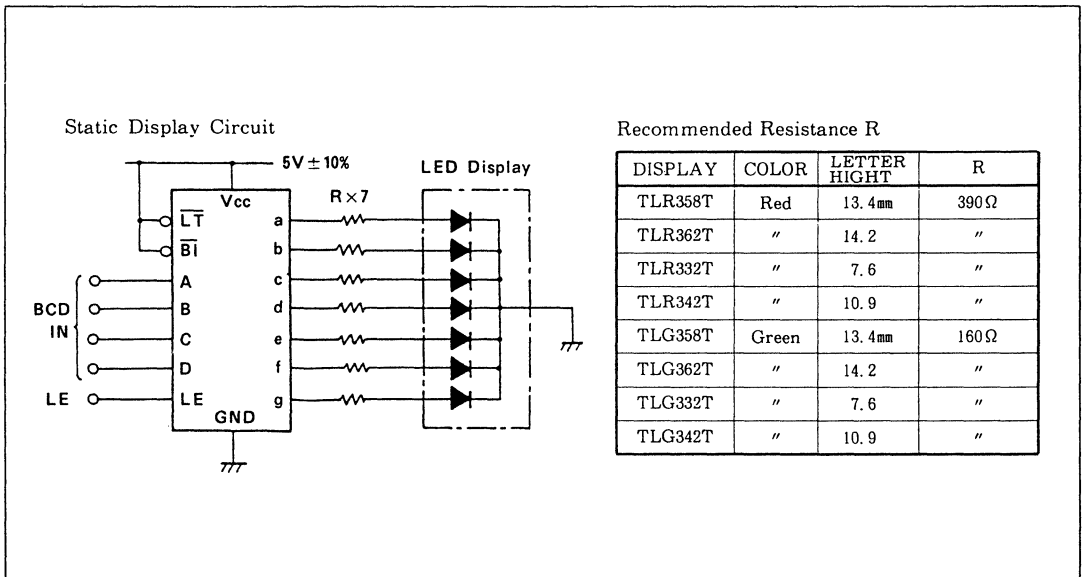 Static Display Circuit
5V ± 10%
LED Display
Vcc
R×7
L̅T̅
B̅I̅
a
b
A
c
BCD
IN
B
d
C
e
D
f
LE
LE
g
GND
Recommended Resistance R
DISPLAY COLOR LETTER HIGHT R
TLR358T Red 13.4mm 390Ω
TLR362T 〃 14.2 〃
TLR332T 〃 7.6 〃
TLR342T 〃 10.9 〃
TLG358T Green 13.4mm 160Ω
TLG362T 〃 14.2 〃
TLG332T 〃 7.6 〃
TLG342T 〃 10.9 〃